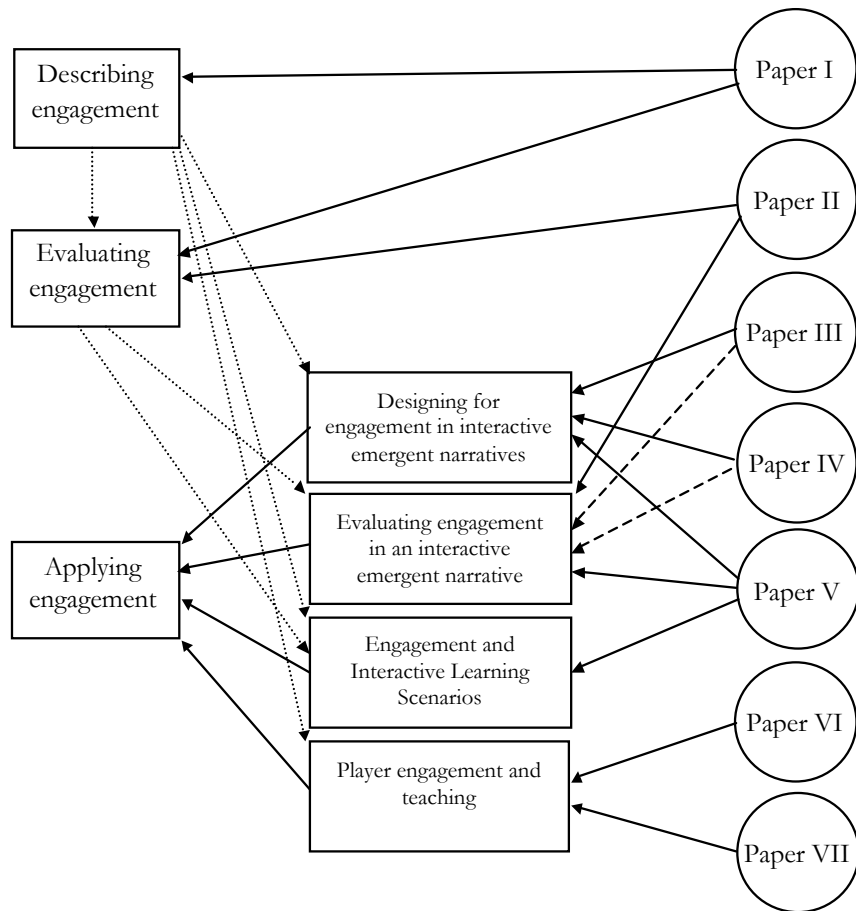 Describing
engagement
Evaluating
engagement
Applying
engagement
Designing for
engagement in interactive
emergent narratives
Evaluating engagement
in an interactive
emergent narrative
Engagement and
Interactive Learning
Scenarios
Player engagement and
teaching
Paper I
Paper II
Paper III
Paper IV
Paper V
Paper VI
Paper VII